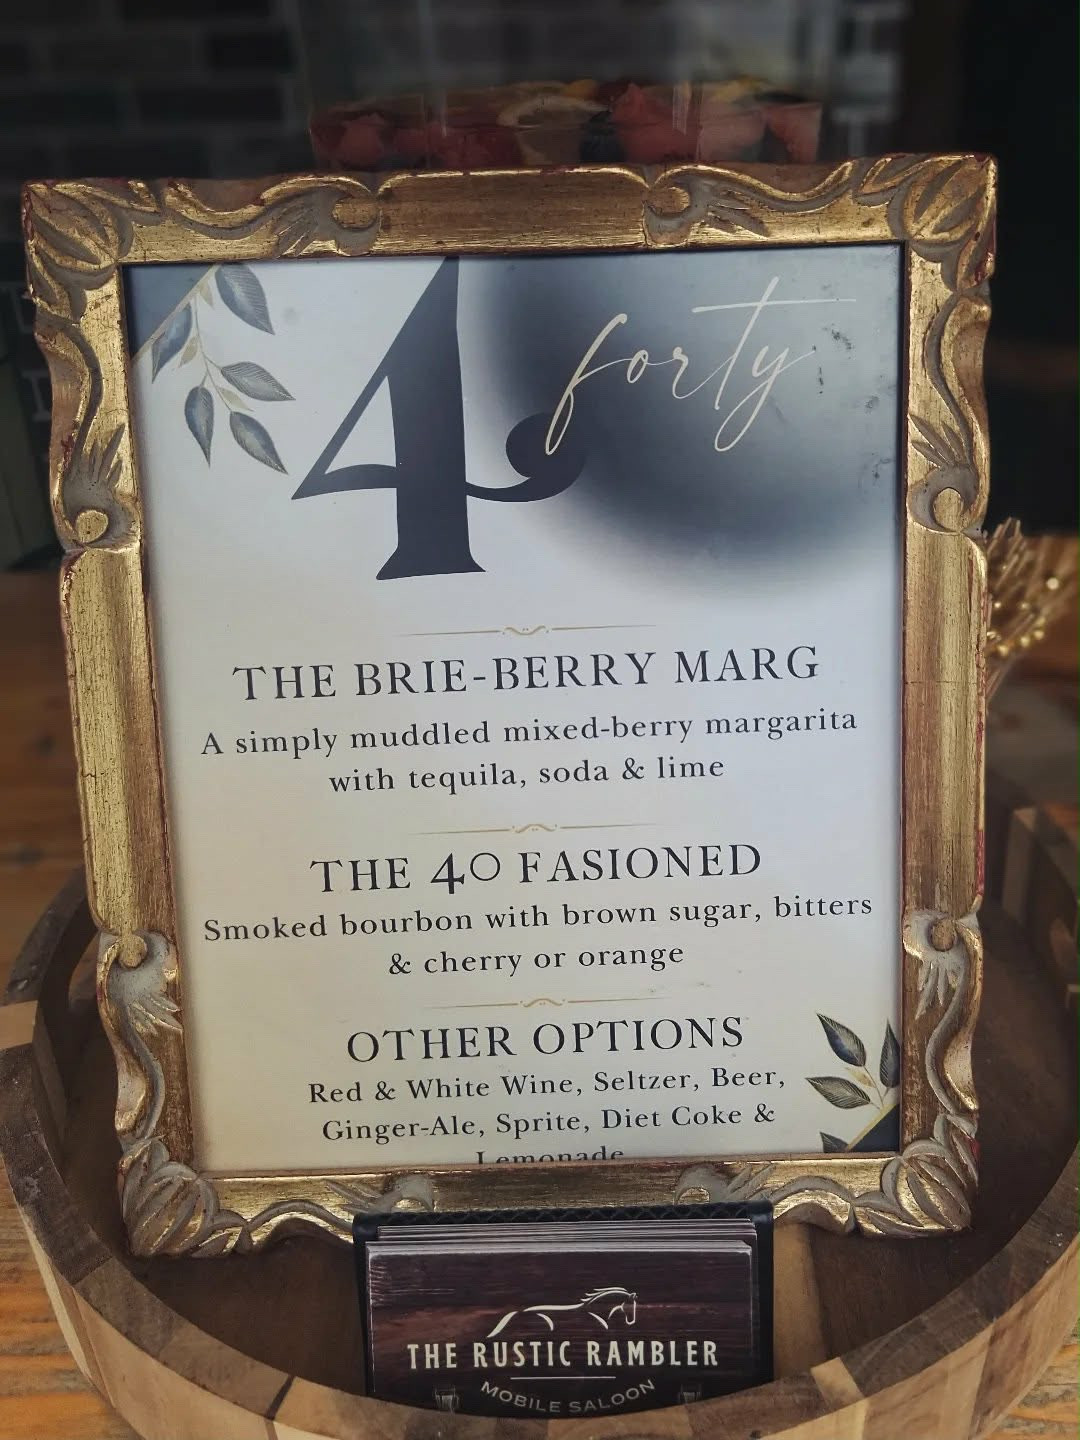 4
forty
THE BRIE-BERRY MARG
A simply muddled mixed-berry margarita
with tequila, soda & lime
THE 40 FASIONED
Smoked bourbon with brown sugar, bitters
& cherry or orange
OTHER OPTIONS
Red & White Wine, Seltzer, Beer,
Ginger-Ale, Sprite, Diet Coke &
Lemonade
THE RUSTIC RAMBLER
MOBILE SALOON